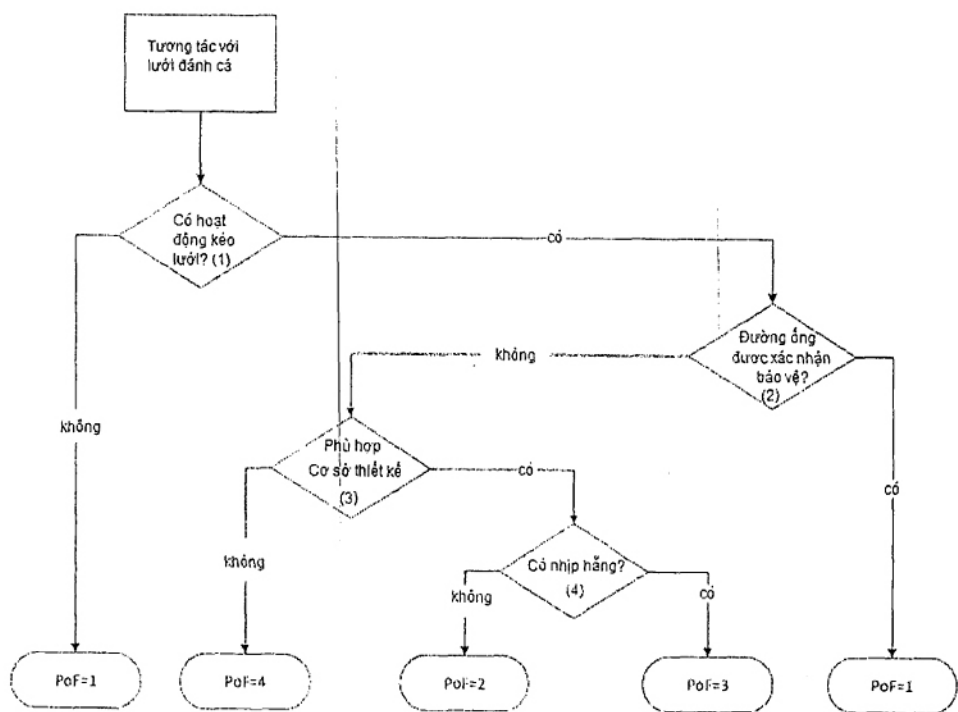 Tương tác với
lưới đánh cá
Có hoạt
động kéo
lưới? (1)
có
Đường ống
được xác nhận
bảo vệ?
(2)
không
không
Phù hợp
Cơ sở thiết kế
(3)
có
có
không
Có nhịp hẫng?
(4)
không
có
PoF=1
PoF=4
PoF=2
PoF=3
PoF=1